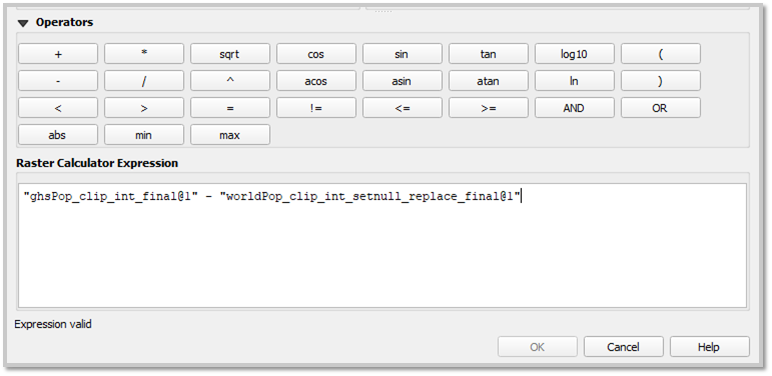 Operators
+ * sqrt cos sin tan log10 (
- / ^ acos asin atan ln )
< > = != <= >= AND OR
abs min max
Raster Calculator Expression
"ghsPop_clip_int_final@1" - "worldPop_clip_int_setnull_replace_final@1"
Expression valid
OK Cancel Help